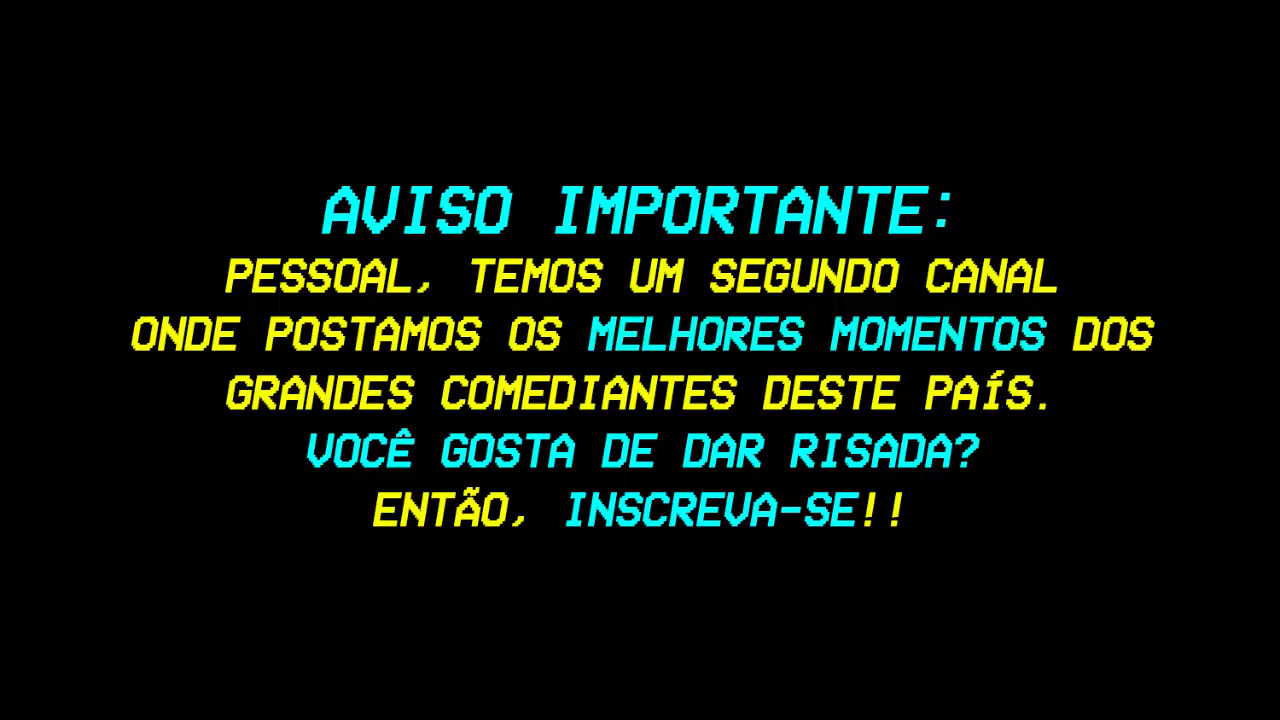 AVISO IMPORTANTE:
PESSOAL, TEMOS UM SEGUNDO CANAL
ONDE POSTAMOS OS MELHORES MOMENTOS DOS
GRANDES COMEDIANTES DESTE PAÍS.
VOCÊ GOSTA DE DAR RISADA?
ENTÃO, INSCREVA-SE!!